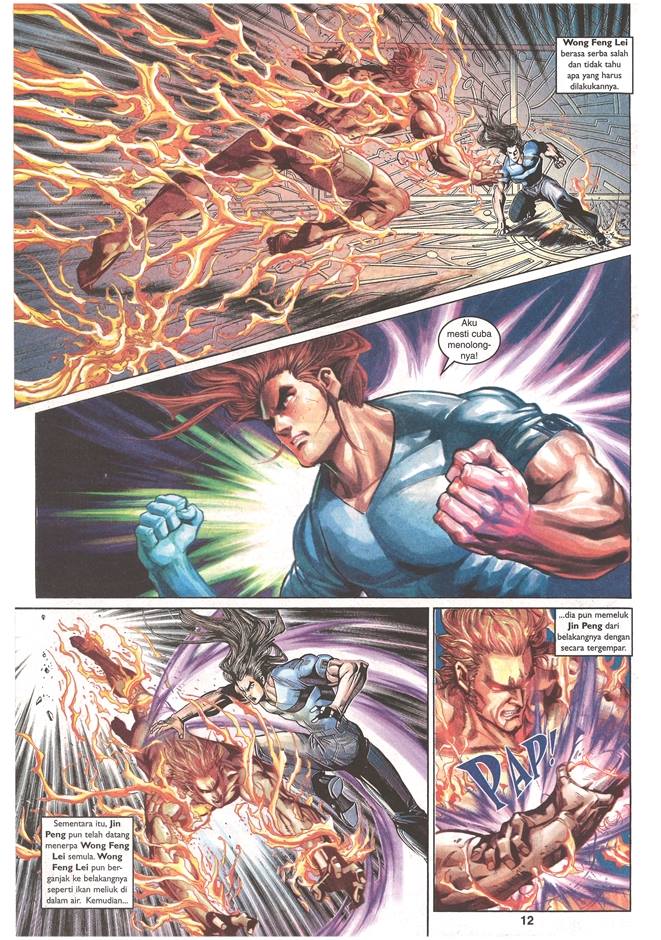 Wong Feng Lei
berasa serba salah
dan tidak tahu
apa yang harus
dilakukannya.
Aku
mesti cuba
menolong-
nya!
Sementara itu, Jin
Peng pun telah datang
menerpa Wong Feng
Lei semula. Wong
Feng Lei pun ber-
ganjak ke belakangnya
seperti ikan meliuk di
dalam air. Kemudian...
...dia pun memeluk
Jin Peng dari
belakangnya dengan
secara tergempar.
PAP!
12